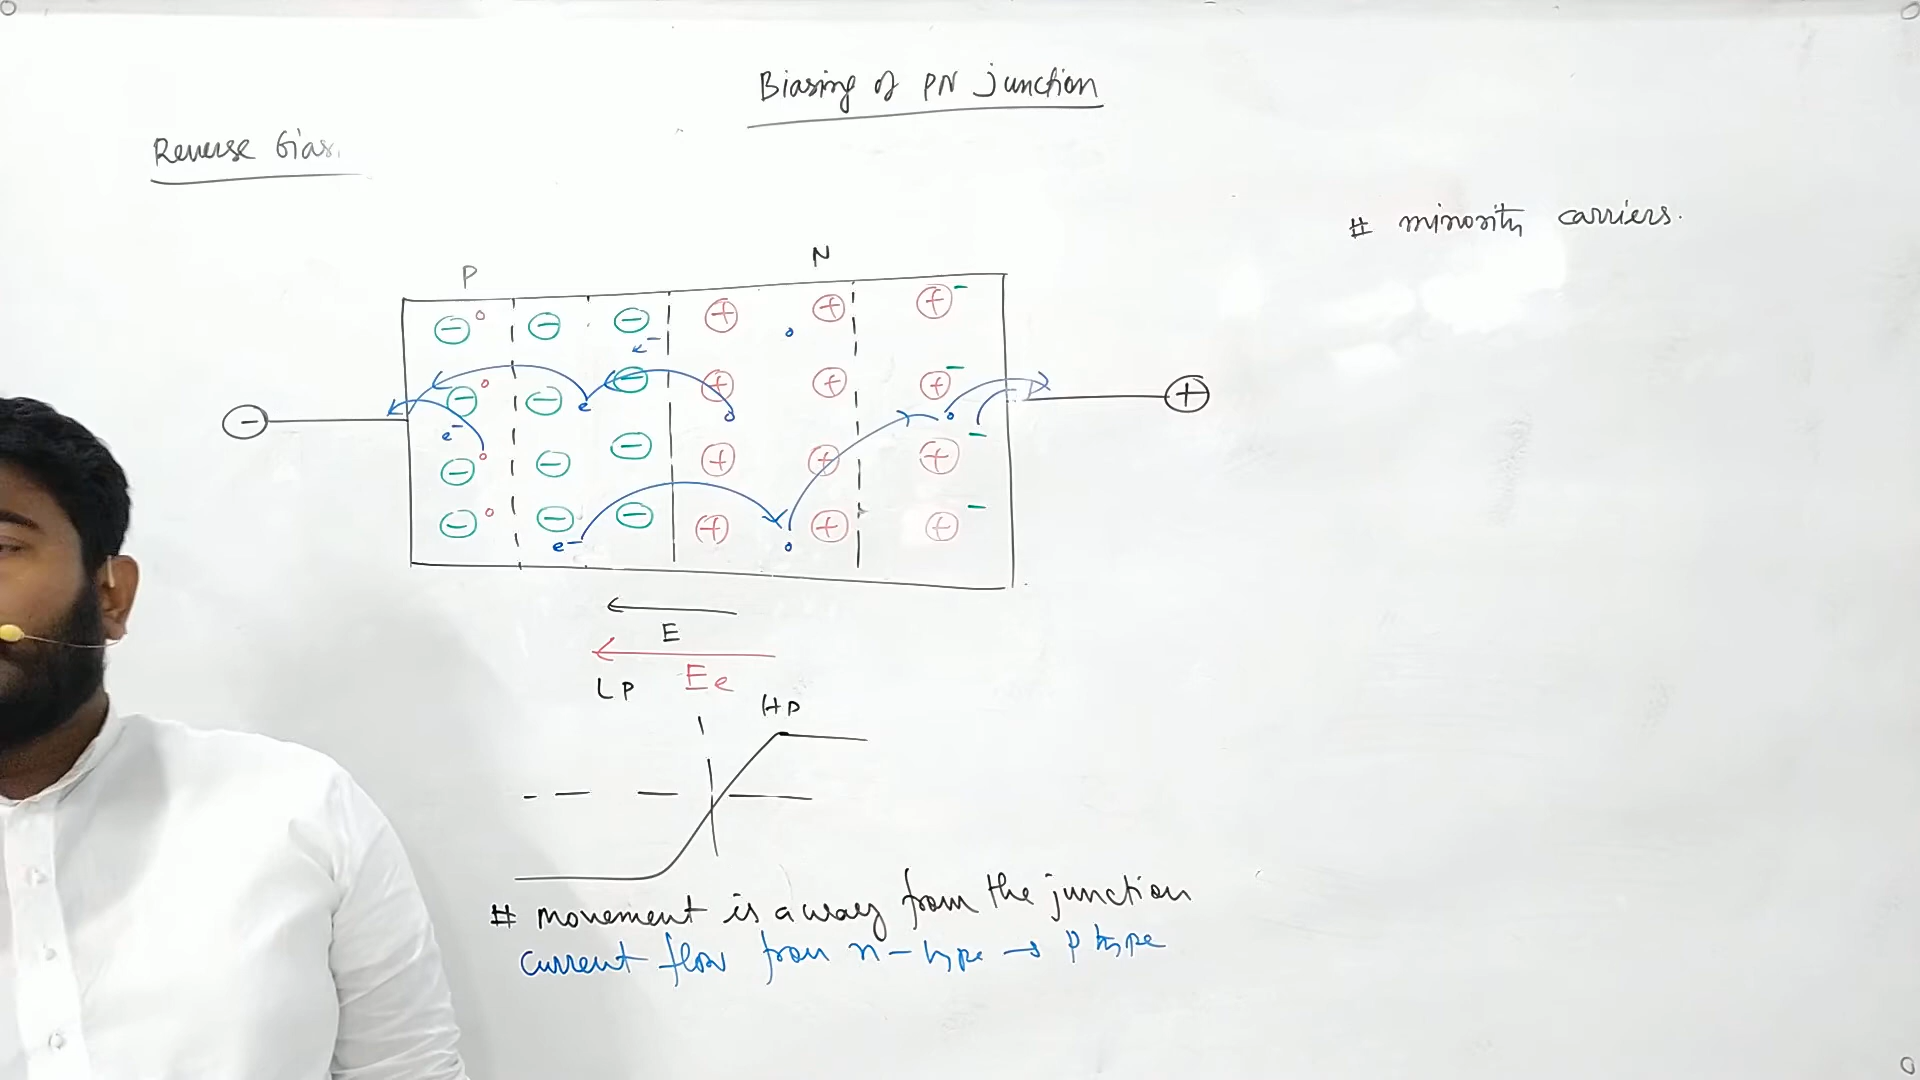 Biasing of PN junction
Reverse bias.
# minority carriers.
P
N
e-
e
e-
e-
E
Ee
LP
HP
# movement is away from the junction
current flow from n-type → p type